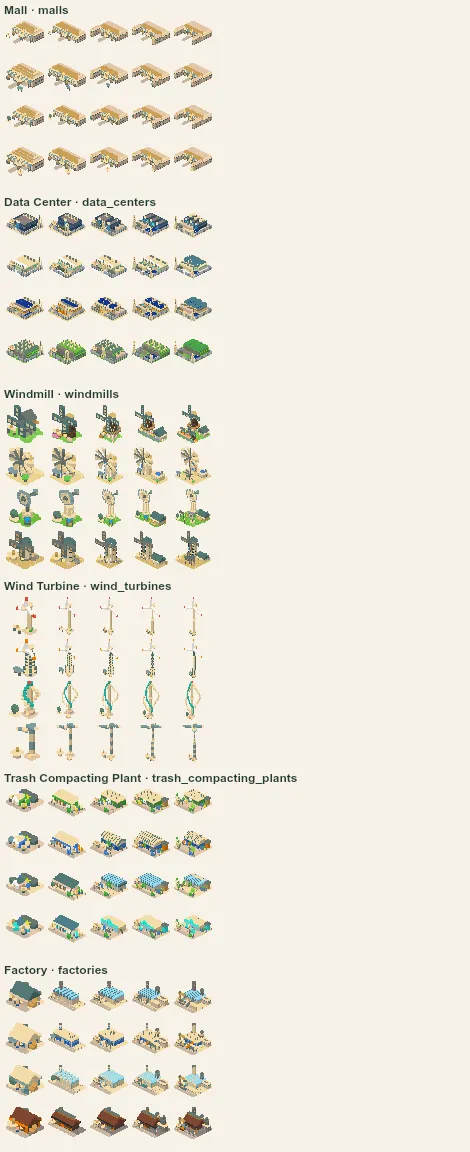 Mall · malls
Data Center · data_centers
Windmill · windmills
Wind Turbine · wind_turbines
Trash Compacting Plant · trash_compacting_plants
Factory · factories